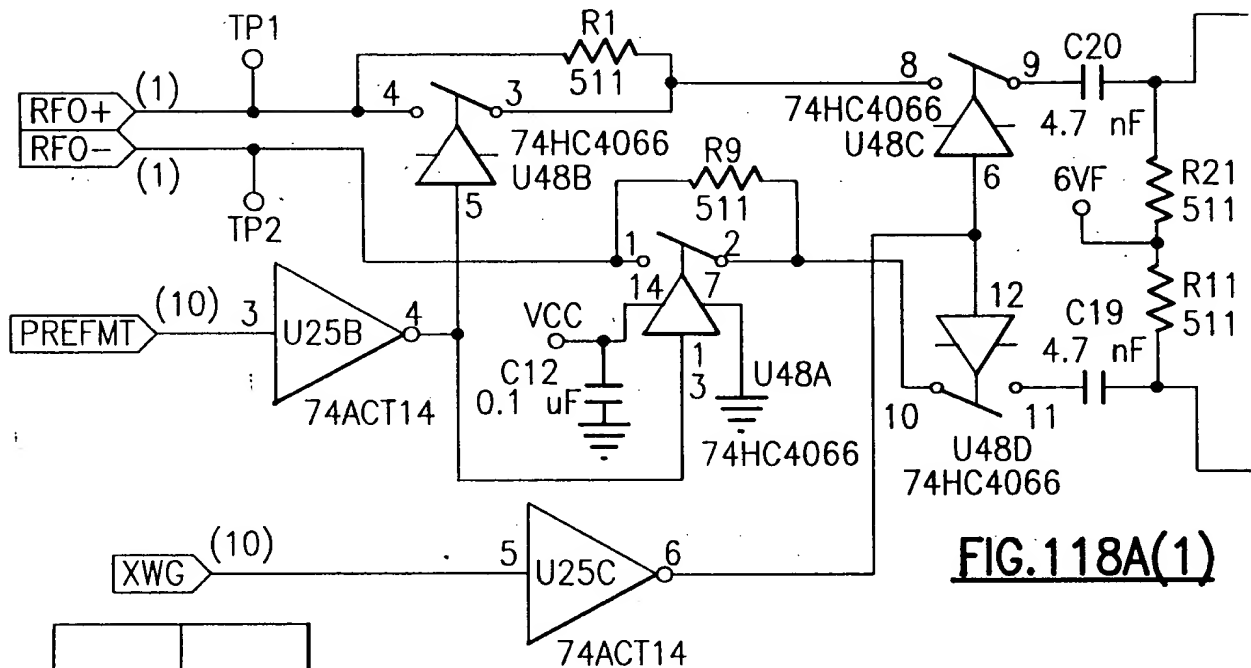 TP1
R1
511
RFO+
(1)
4
3
8
9
C20
4.7 nF
74HC4066
U48C
RFO-
(1)
TP2
74HC4066
U48B
5
R9
511
6
6VF
R21
511
1
2
14
7
PREFMT
(10)
3
U25B
4
74ACT14
VCC
C12
0.1 uF
1
3
U48A
74HC4066
12
C19
4.7 nF
R11
511
10
11
U48D
74HC4066
XWG
(10)
5
U25C
6
74ACT14
FIG.118A(1)